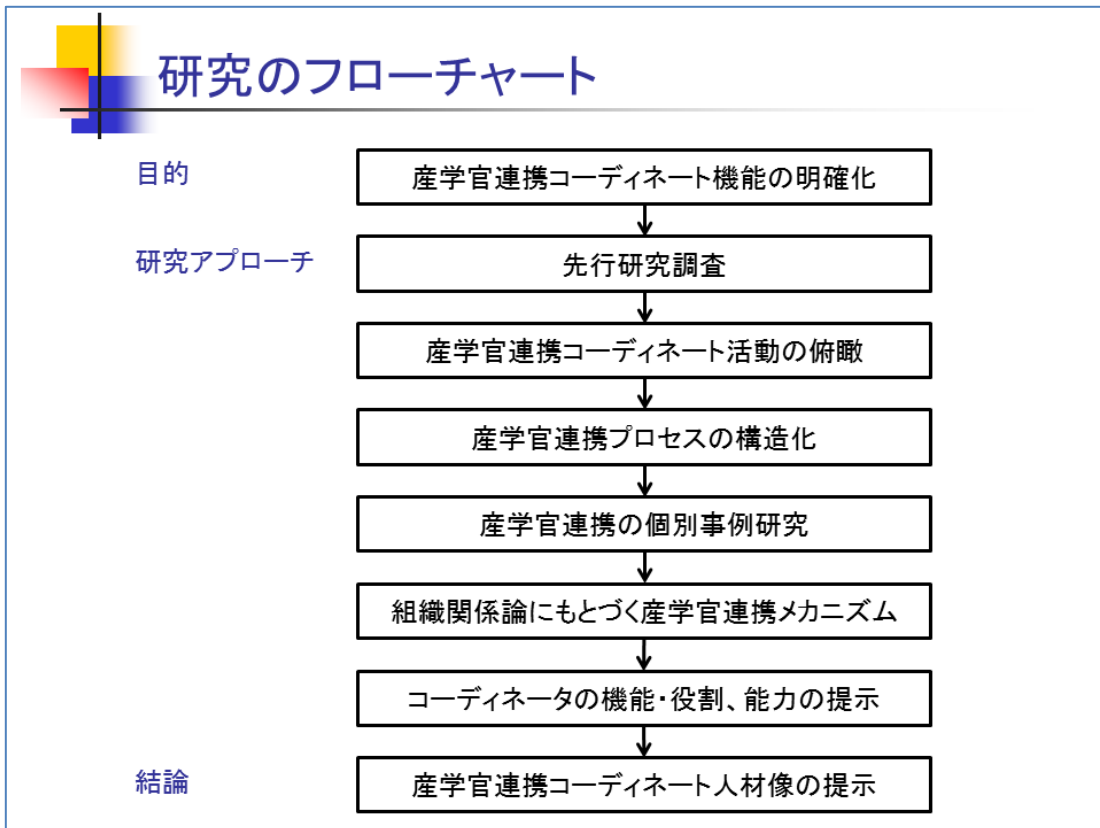 研究のフローチャート
目的
産学官連携コーディネート機能の明確化
研究アプローチ
先行研究調査
産学官連携コーディネート活動の俯瞰
産学官連携プロセスの構造化
産学官連携の個別事例研究
組織関係論にもとづく産学官連携メカニズム
コーディネータの機能・役割、能力の提示
結論
産学官連携コーディネート人材像の提示